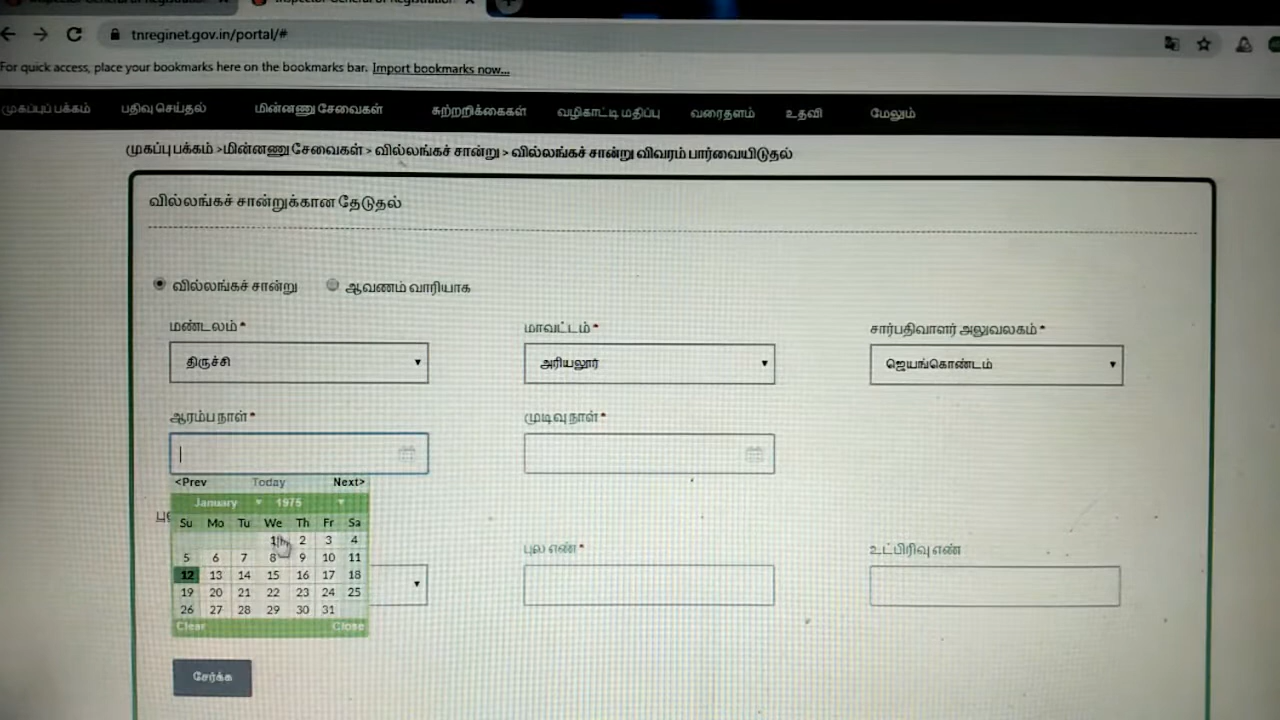 Inspector General of Registration
tnreginet.gov.in/portal/#
For quick access, place your bookmarks here on the bookmarks bar. Import bookmarks now...
முகப்புப் பக்கம் பதிவு செய்தல் மின்னணு சேவைகள் சுற்றறிக்கைகள் வழிகாட்டி மதிப்பு வரைதளம் உதவி மேலும்
முகப்பு பக்கம் >மின்னணு சேவைகள் > வில்லங்கச் சான்று > வில்லங்கச் சான்று விவரம் பார்வையிடுதல்
வில்லங்கச் சான்றுக்கான தேடுதல்
வில்லங்கச் சான்று ஆவணம் வாரியாக
மண்டலம் * மாவட்டம் * சார்பதிவாளர் அலுவலகம் *
திருச்சி அரியலூர் ஜெயங்கொண்டம்
ஆரம்ப நாள் * முடிவு நாள் *
<Prev Today Next>
January 1975
Su Mo Tu We Th Fr Sa
1 2 3 4
5 6 7 8 9 10 11
12 13 14 15 16 17 18
19 20 21 22 23 24 25
26 27 28 29 30 31
Clear Close
புல எண் * உட்பிரிவு எண்
சேர்க்க